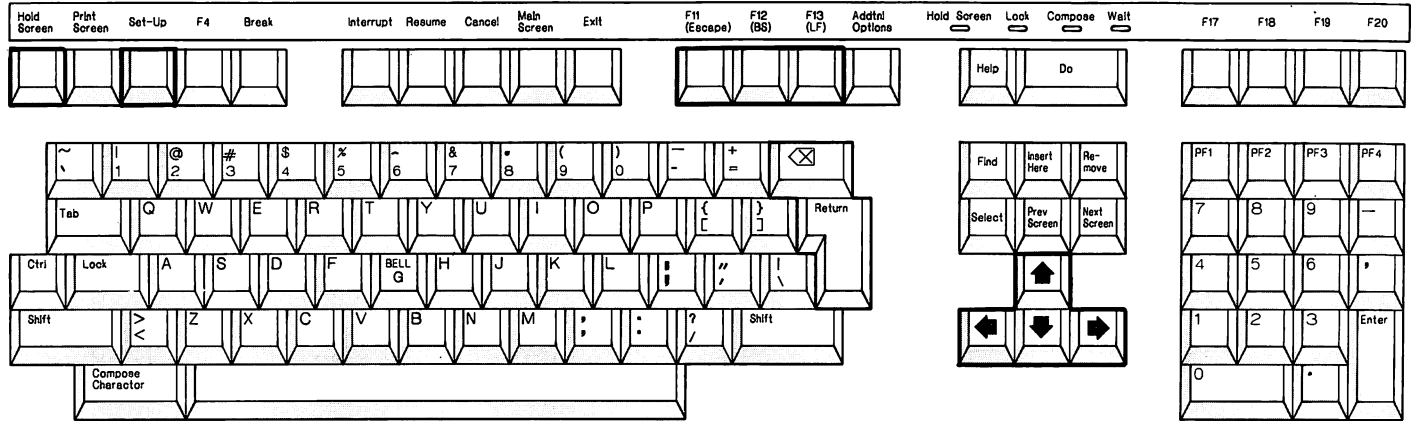 Hold Screen Print Screen Set-Up F4 Break Interrupt Resume Cancel Main Screen Exit F11 (Escape) F12 (BS) F13 (LF) Addtnl Options Hold Screen Lock Compose Wait F17 F18 F19 F20
Help Do
~ ` | 1 @ 2 # 3 $ 4 % 5 ^ 6 & 7 * 8 ( 9 ) 0 — - + = Find Insert Here Re-move PF1 PF2 PF3 PF4
Tab Q W E R T Y U I O P { [ } ] Return Select Prev Screen Next Screen 7 8 9 —
Ctrl Lock A S D F BELL G H J K L : ; " ' | \ 4 5 6 ,
Shift > < Z X C V B N M , ; . : ? / Shift 1 2 3 Enter
Compose Charactor 0 .